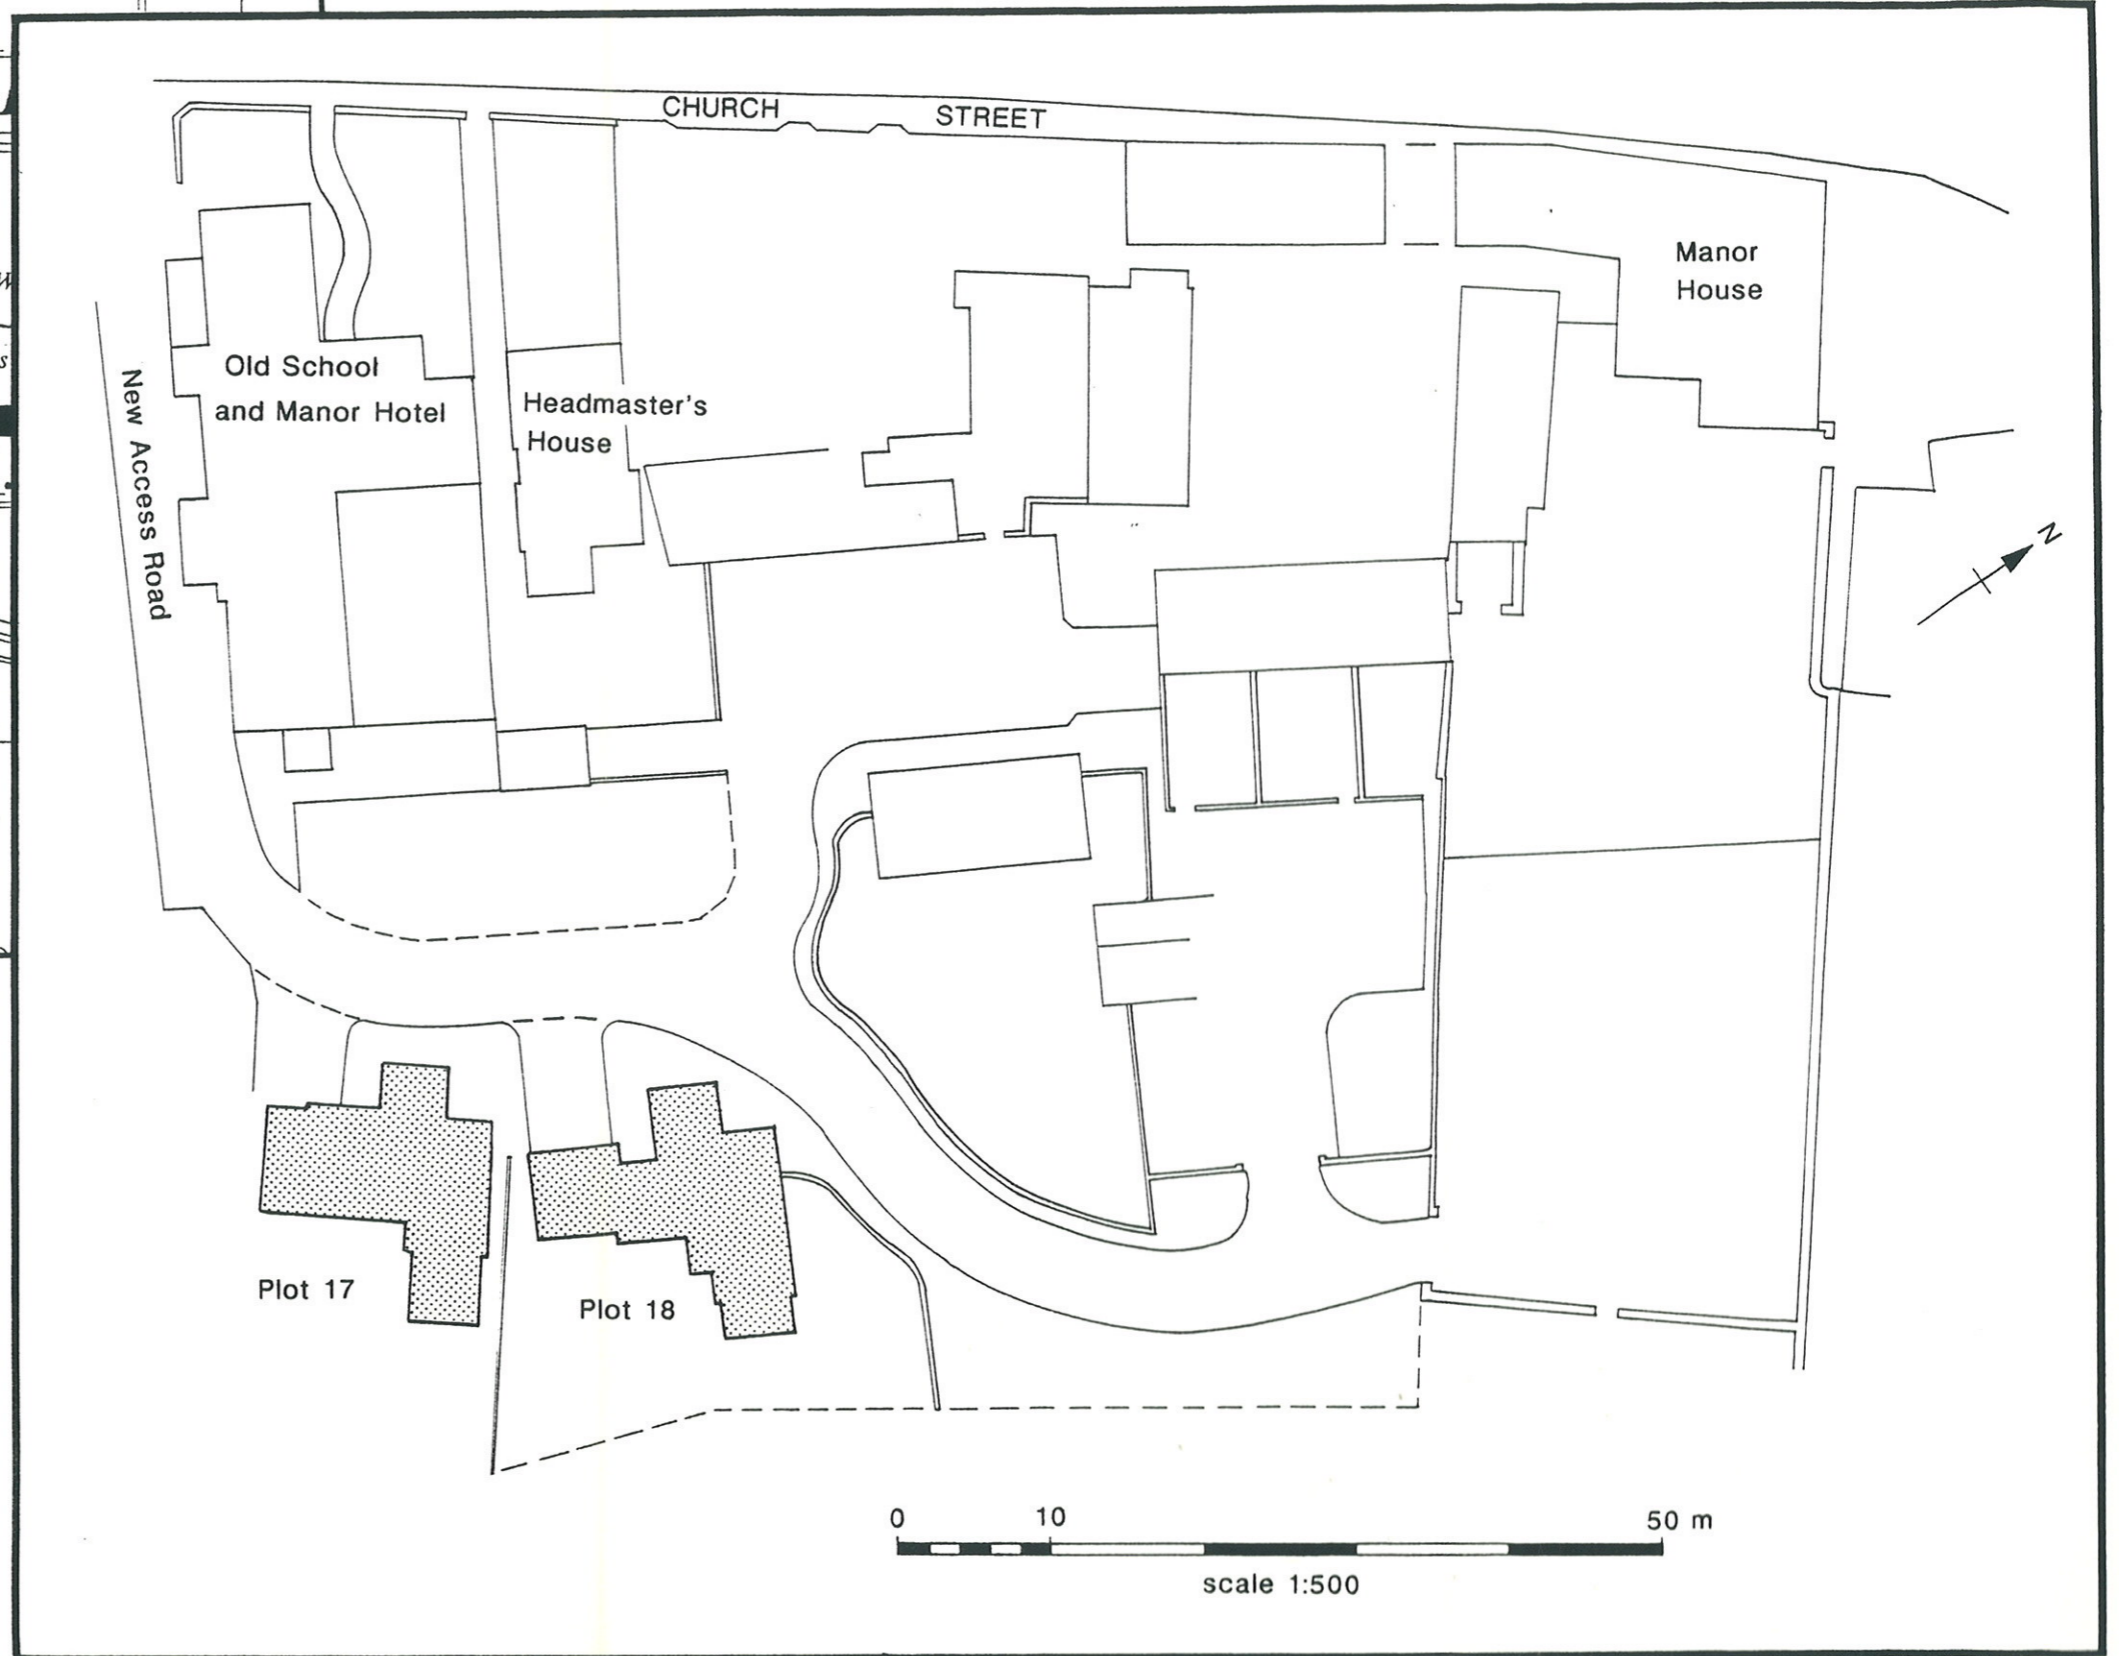 CHURCH STREET
Manor
House
Old School
and Manor Hotel
Headmaster's
House
New Access Road
N
Plot 17
Plot 18
0 10 50 m
scale 1:500